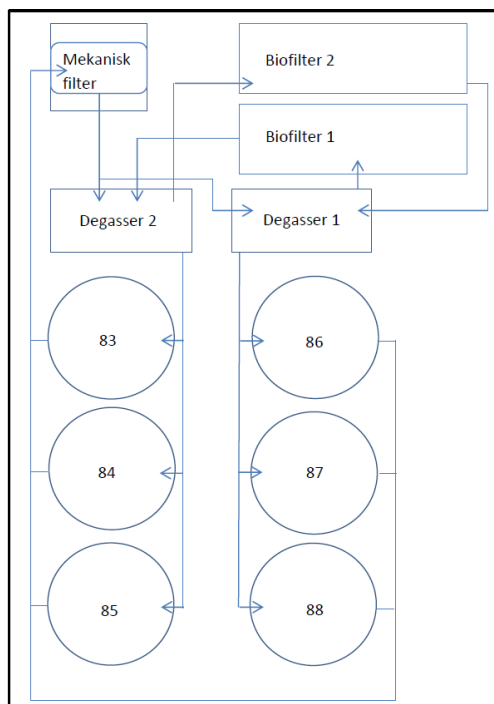 Mekanisk
filter
Biofilter 2
Biofilter 1
Degasser 2
Degasser 1
83
86
84
87
85
88